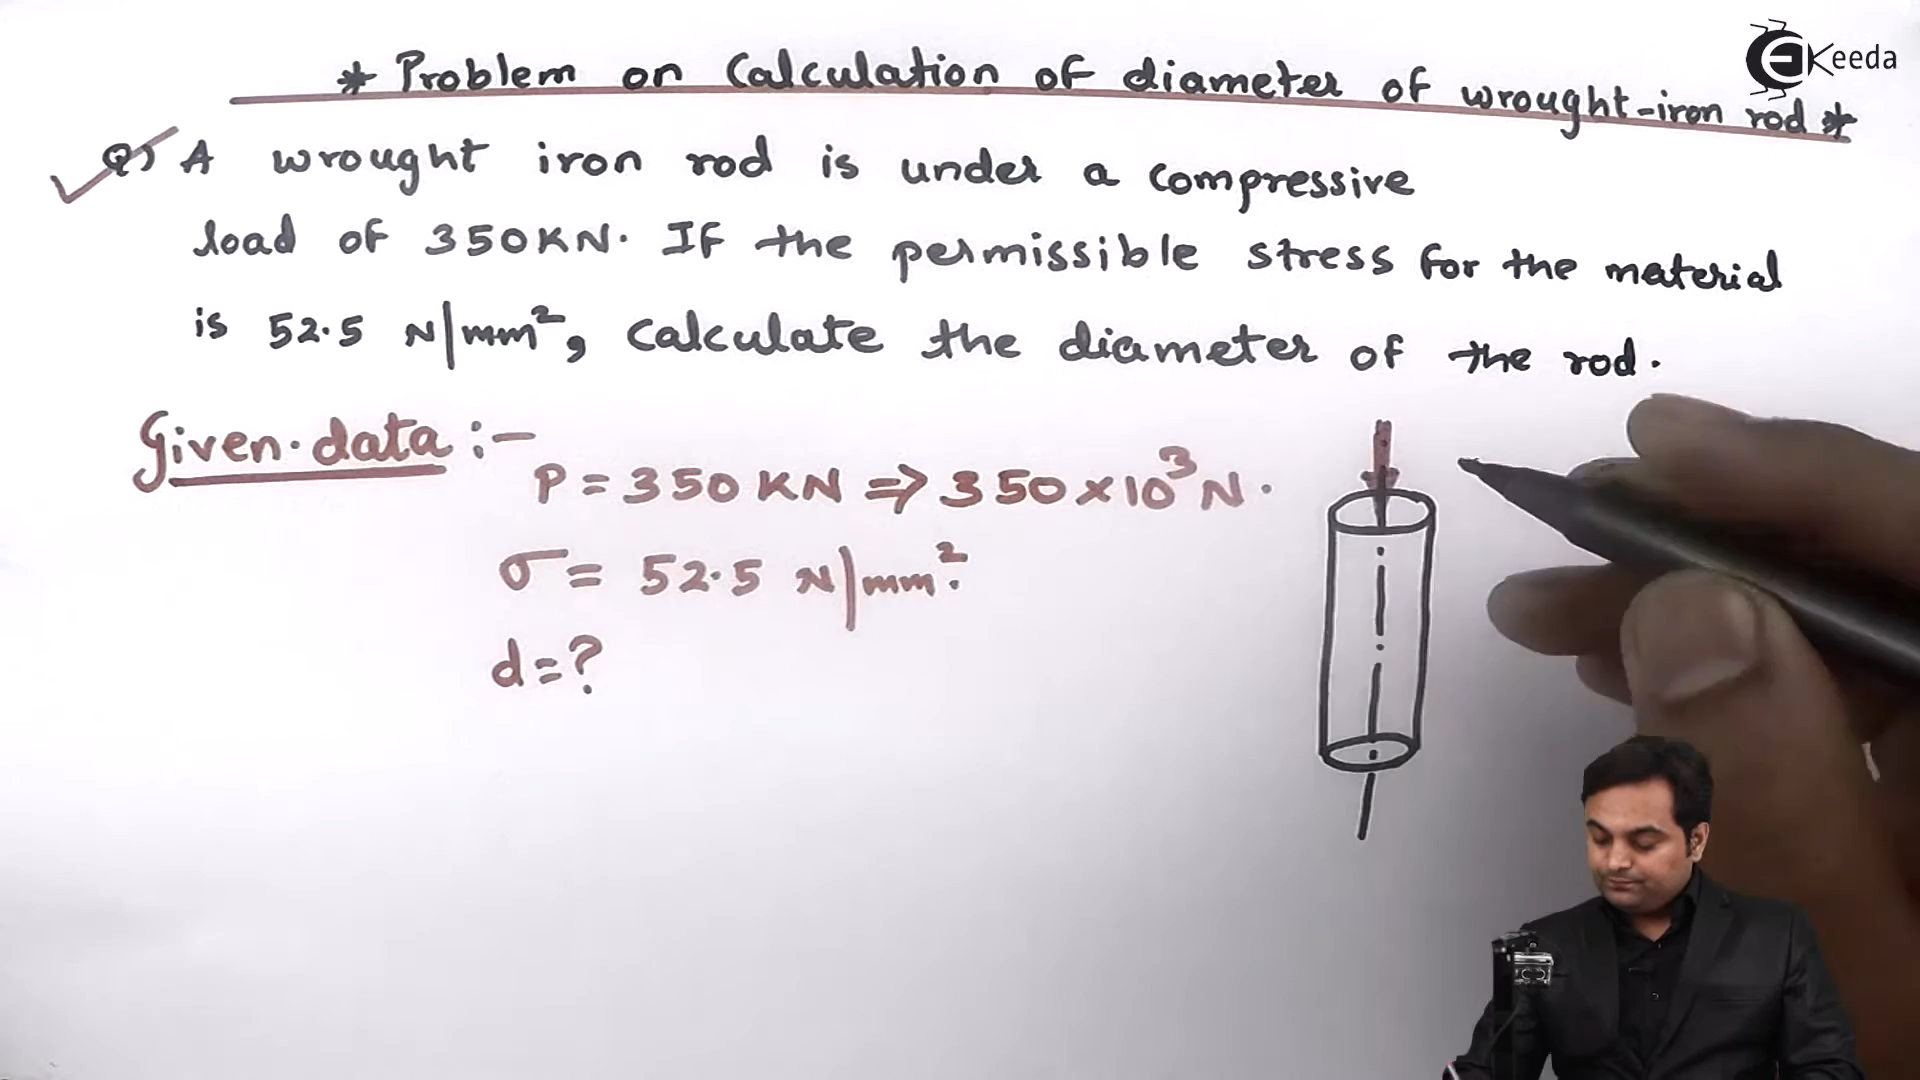 * Problem on Calculation of diameter of wrought-iron rod *
EKeeda
Q) A wrought iron rod is under a compressive
load of 350KN. If the permissible stress for the material
is 52.5 N/mm², Calculate the diameter of the rod.
Given data :-
P = 350 KN ⇒ 350 × 10³ N.
σ = 52.5 N/mm².
d = ?